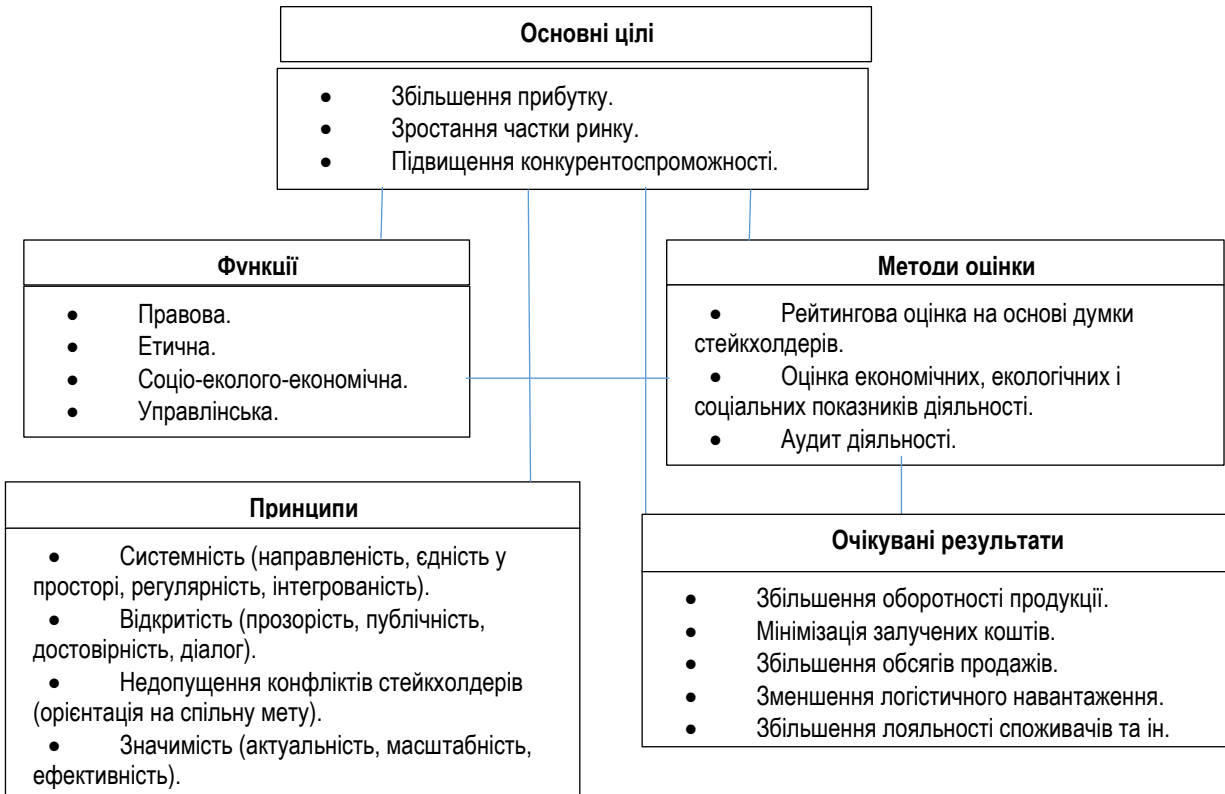 Основні цілі
• Збільшення прибутку.
• Зростання частки ринку.
• Підвищення конкурентоспроможності.
Функції
• Правова.
• Етична.
• Соціо-еколого-економічна.
• Управлінська.
Методи оцінки
• Рейтингова оцінка на основі думки
стейкхолдерів.
• Оцінка економічних, екологічних і
соціальних показників діяльності.
• Аудит діяльності.
Принципи
• Системність (направленість, єдність у
просторі, регулярність, інтегрованість).
• Відкритість (прозорість, публічність,
достовірність, діалог).
• Недопущення конфліктів стейкхолдерів
(орієнтація на спільну мету).
• Значимість (актуальність, масштабність,
ефективність).
Очікувані результати
• Збільшення оборотності продукції.
• Мінімізація залучених коштів.
• Збільшення обсягів продажів.
• Зменшення логістичного навантаження.
• Збільшення лояльності споживачів та ін.